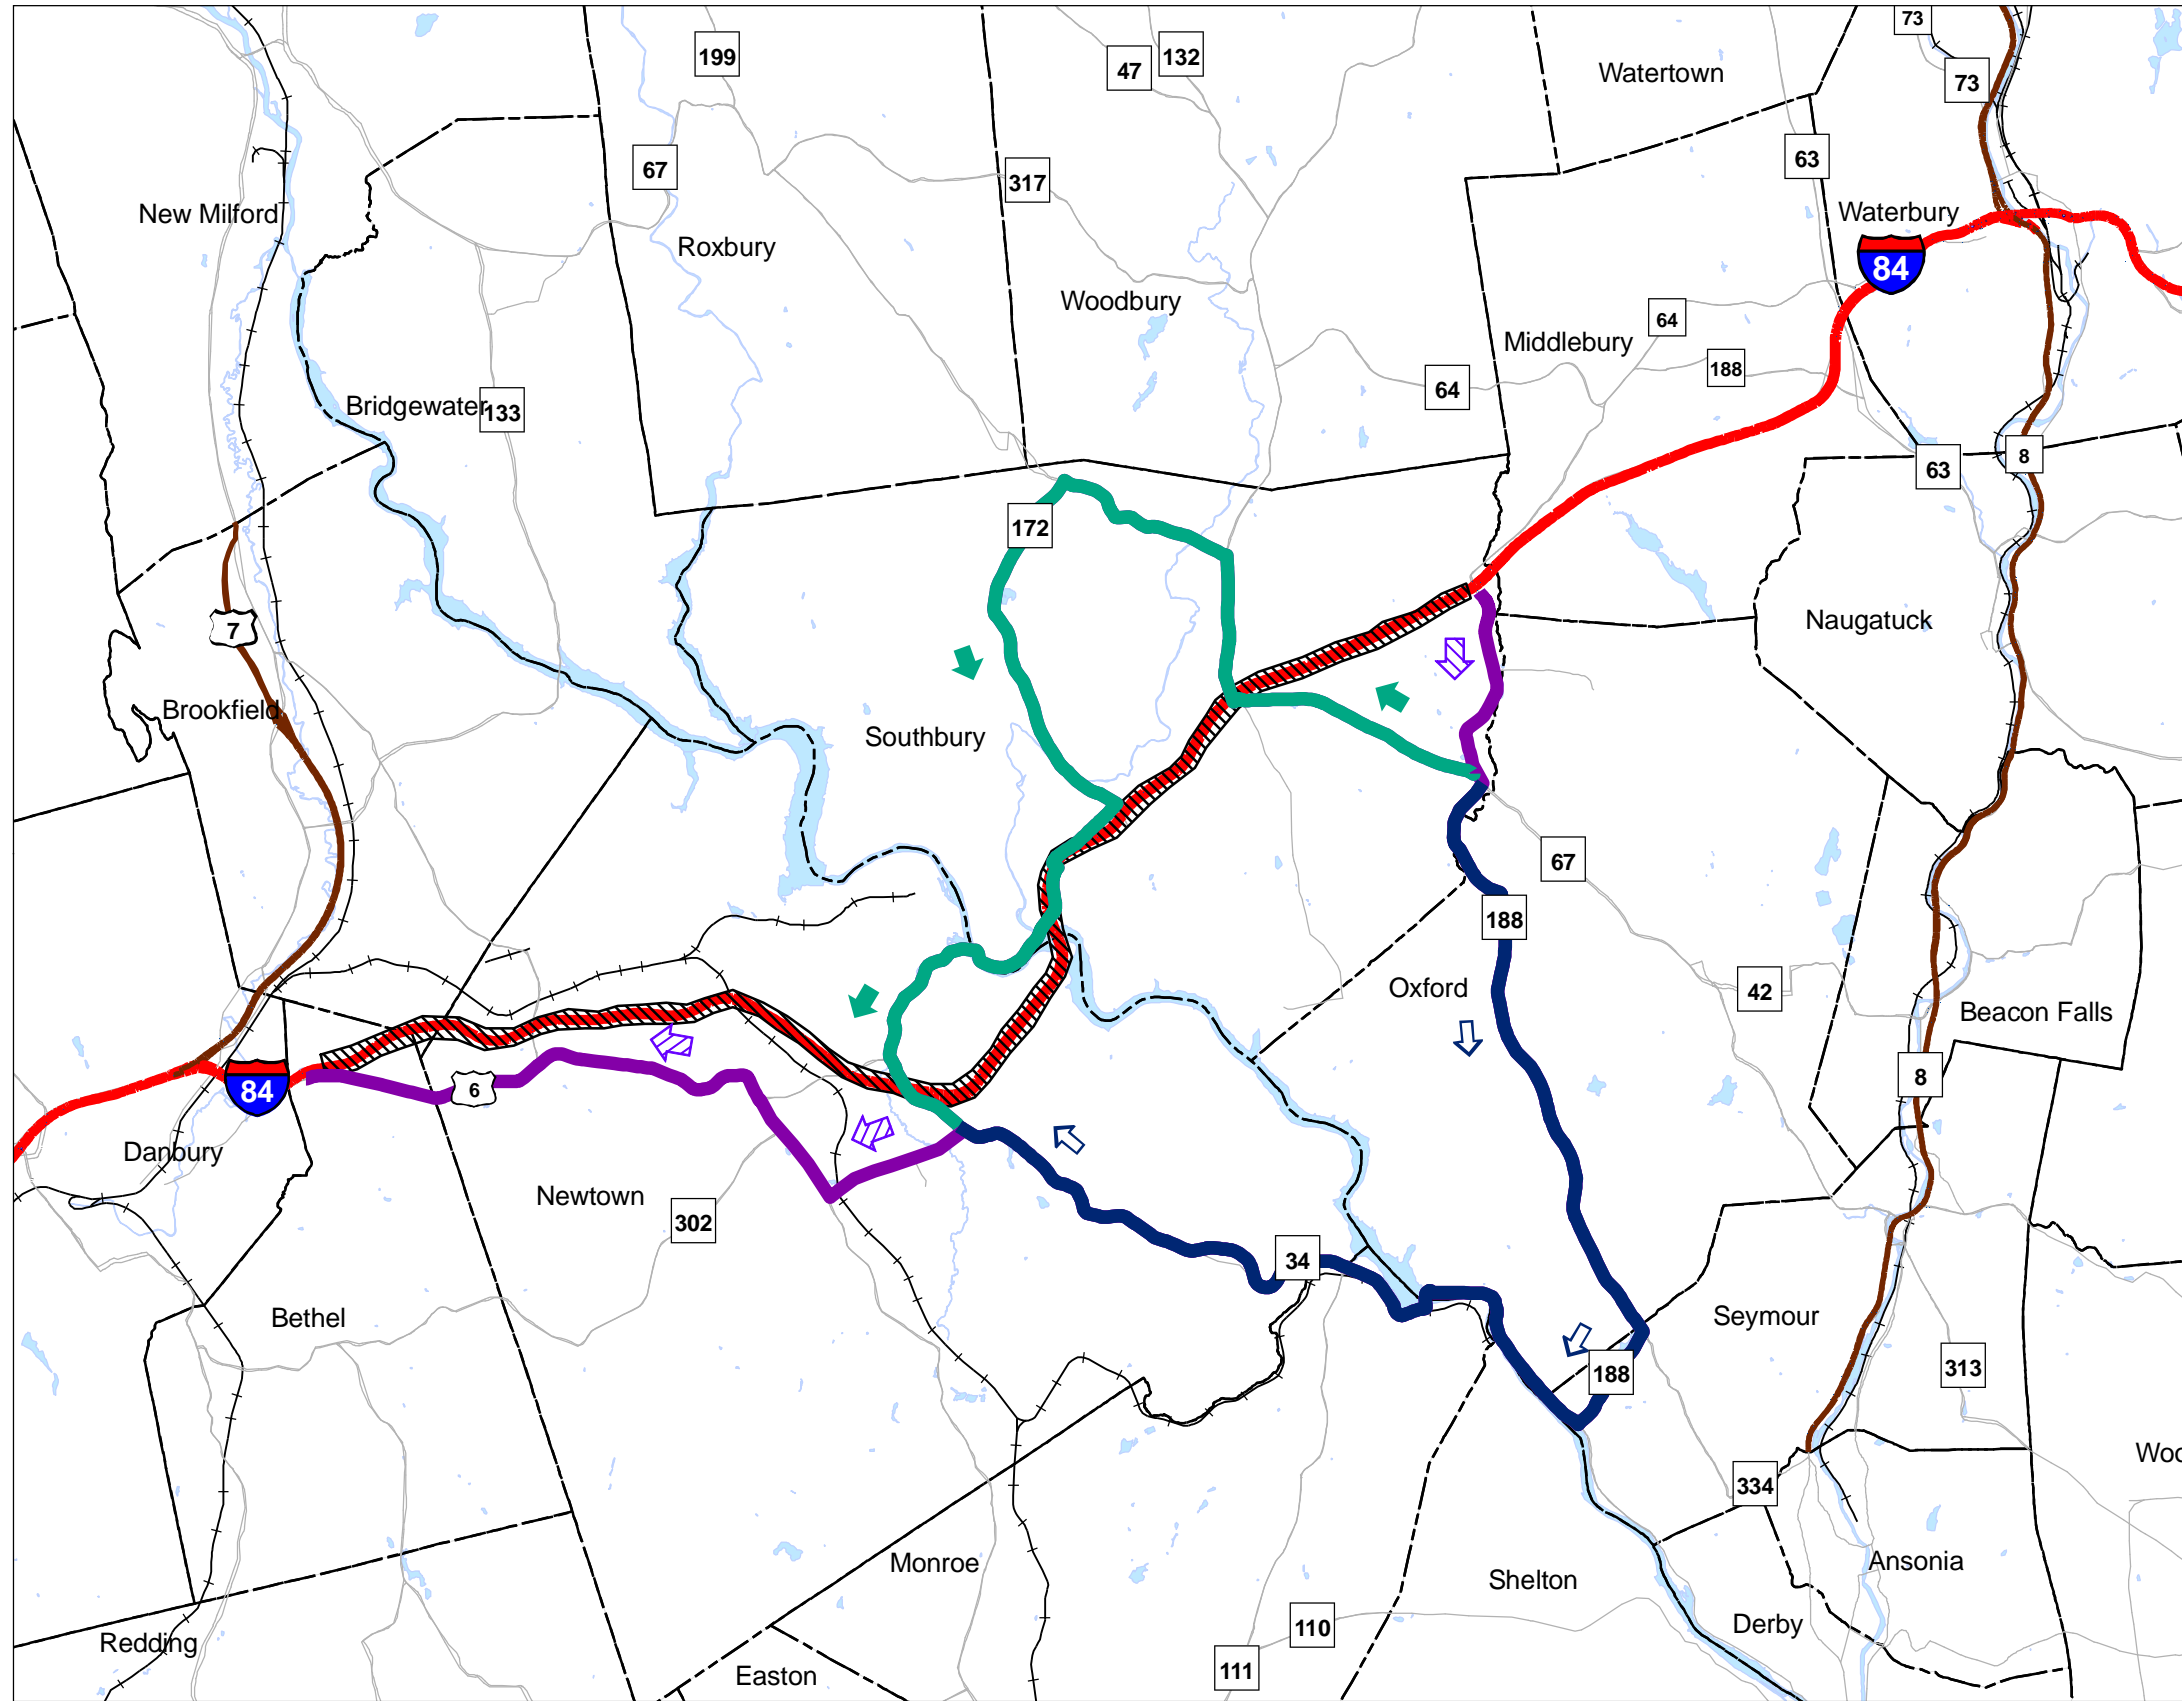 73
199
47
132
Watertown
73
63
67
317
New Milford
Waterbury
Roxbury
84
Woodbury
64
Middlebury
188
64
Bridgewater
133
8
63
172
Naugatuck
7
Brookfield
Southbury
67
188
Oxford
42
Beacon Falls
84
6
8
Danbury
Newtown
302
34
Bethel
Seymour
188
313
Woo
334
Monroe
Ansonia
Shelton
Derby
110
Redding
111
Easton